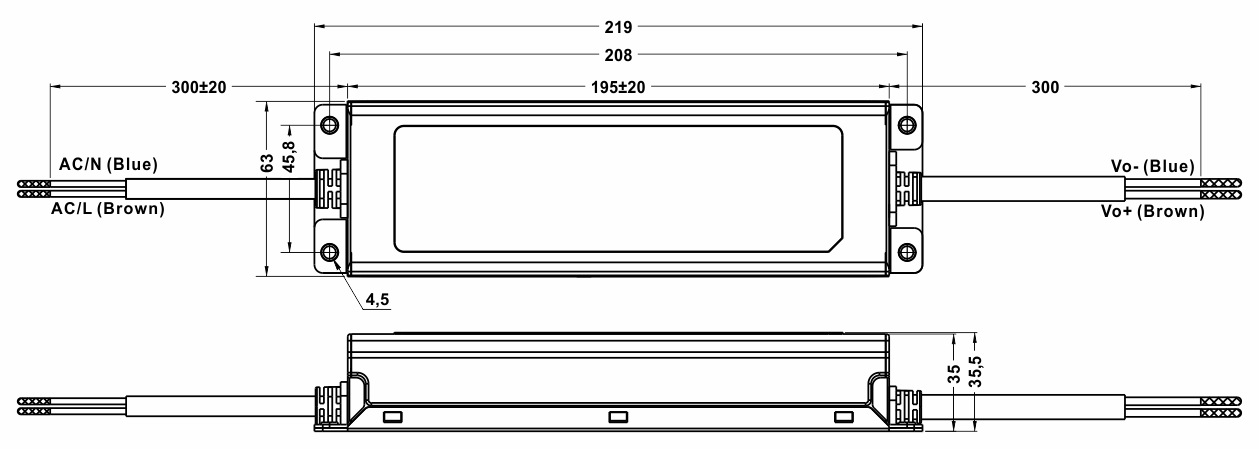 219
208
300±20
195±20
300
63
45,8
AC/N (Blue)
AC/L (Brown)
Vo- (Blue)
Vo+ (Brown)
4,5
35
35,5